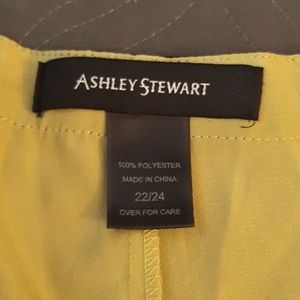 ASHLEY STEWART
100% POLYESTER
MADE IN CHINA
22/24
OVER FOR CARE